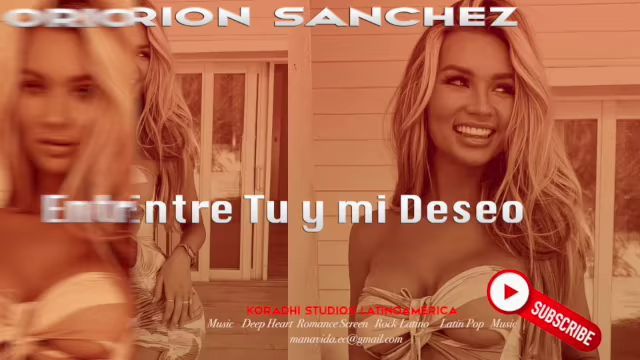 ORIORION SANCHEZ
EntrEntre Tu y mi Deseo
SUBSCRIBE
KORADHI STUDIOS LATINOAMERICA
Music Deep Heart Romance Screen Rock Latino Latin Pop Music
manavida.ec@gmail.com